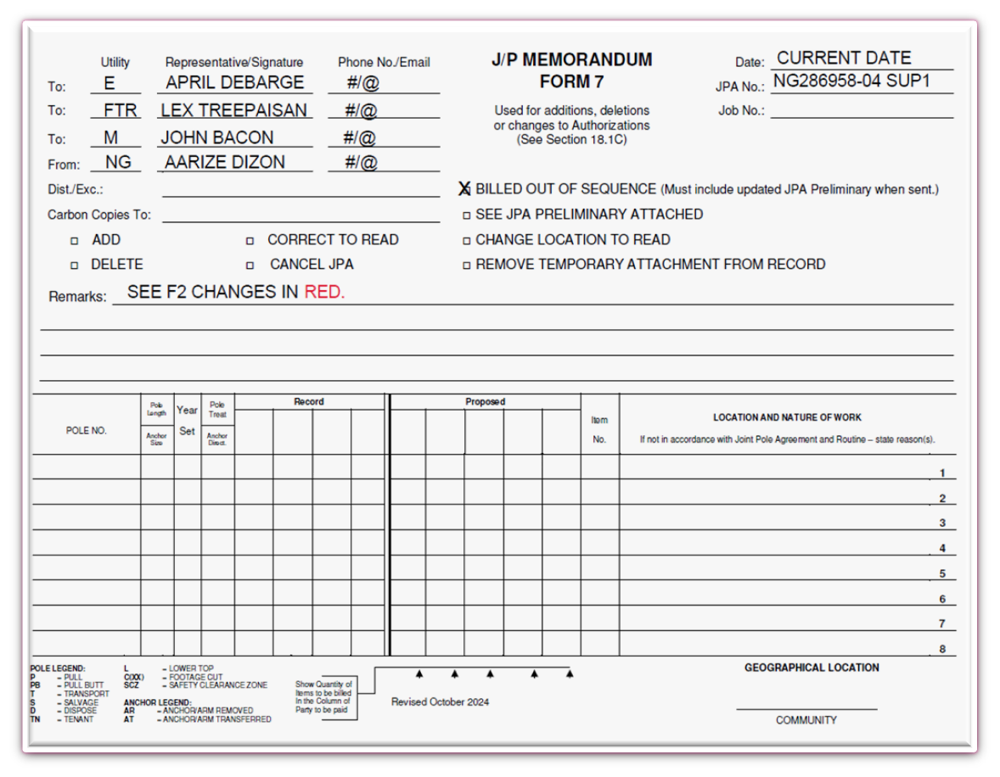 Utility Representative/Signature Phone No./Email
To: E APRIL DEBARGE #/@
To: FTR LEX TREEPAISAN #/@
To: M JOHN BACON #/@
From: NG AARIZE DIZON #/@
J/P MEMORANDUM
FORM 7
Used for additions, deletions
or changes to Authorizations
(See Section 18.1C)
Date: CURRENT DATE
JPA No.: NG286958-04 SUP1
Job No.:
Dist./Exc.:
Carbon Copies To:
X BILLED OUT OF SEQUENCE (Must include updated JPA Preliminary when sent.)
□ SEE JPA PRELIMINARY ATTACHED
□ ADD □ CORRECT TO READ □ CHANGE LOCATION TO READ
□ DELETE □ CANCEL JPA □ REMOVE TEMPORARY ATTACHMENT FROM RECORD
Remarks: SEE F2 CHANGES IN RED.
POLE NO.
Pole
Length
Anchor
Size
Year
Set
Pole
Treat
Anchor
Direct.
Record
Proposed
Item
No.
LOCATION AND NATURE OF WORK
If not in accordance with Joint Pole Agreement and Routine – state reason(s).
1
2
3
4
5
6
7
8
POLE LEGEND:
P – PULL
PB – PULL BUTT
T – TRANSPORT
S – SALVAGE
D – DISPOSE
TN – TENANT
L – LOWER TOP
C(XX) – FOOTAGE CUT
SCZ – SAFETY CLEARANCE ZONE
ANCHOR LEGEND:
AR – ANCHOR/ARM REMOVED
AT – ANCHOR/ARM TRANSFERRED
Show Quantity of
Items to be billed
In the Column of
Party to be paid
Revised October 2024
GEOGRAPHICAL LOCATION
COMMUNITY